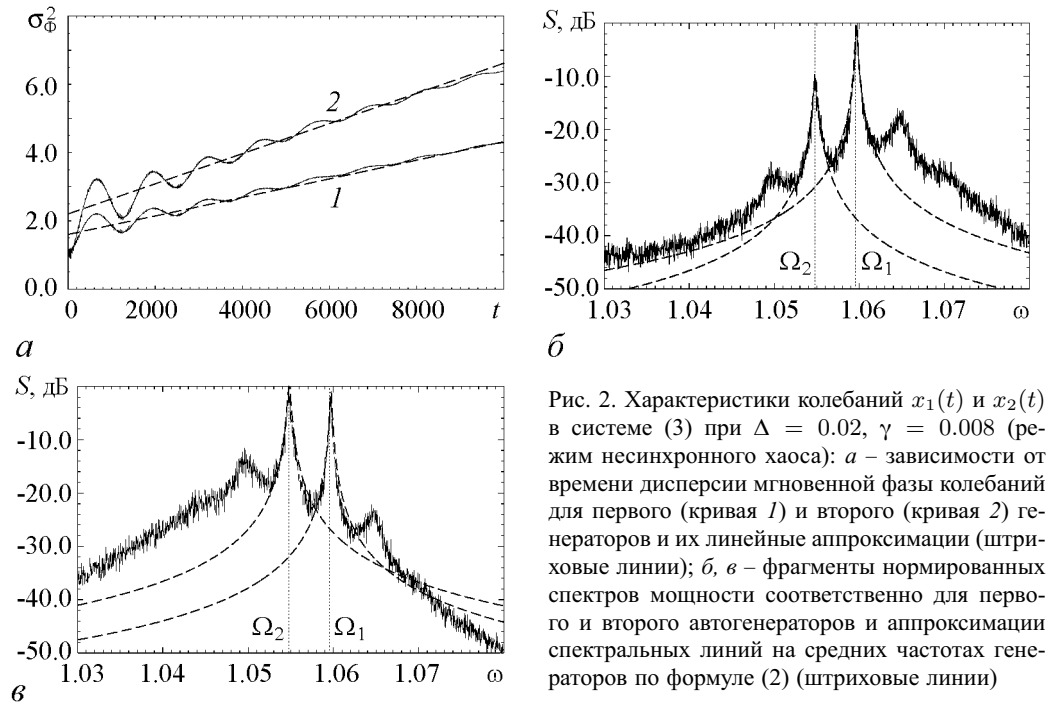 σ²_Φ
6.0
4.0
2.0
0.0
0 2000 4000 6000 8000 t
2
1
а
S, дБ
-10.0
-20.0
-30.0
-40.0
-50.0
1.03 1.04 1.05 1.06 1.07 ω
Ω₂ Ω₁
б
S, дБ
-10.0
-20.0
-30.0
-40.0
-50.0
1.03 1.04 1.05 1.06 1.07 ω
Ω₂ Ω₁
в
Рис. 2. Характеристики колебаний x₁(t) и x₂(t)
в системе (3) при Δ = 0.02, γ = 0.008 (ре-
жим несинхронного хаоса): а – зависимости от
времени дисперсии мгновенной фазы колебаний
для первого (кривая 1) и второго (кривая 2) ге-
нераторов и их линейные аппроксимации (штри-
ховые линии); б, в – фрагменты нормированных
спектров мощности соответственно для перво-
го и второго автогенераторов и аппроксимации
спектральных линий на средних частотах гене-
раторов по формуле (2) (штриховые линии)